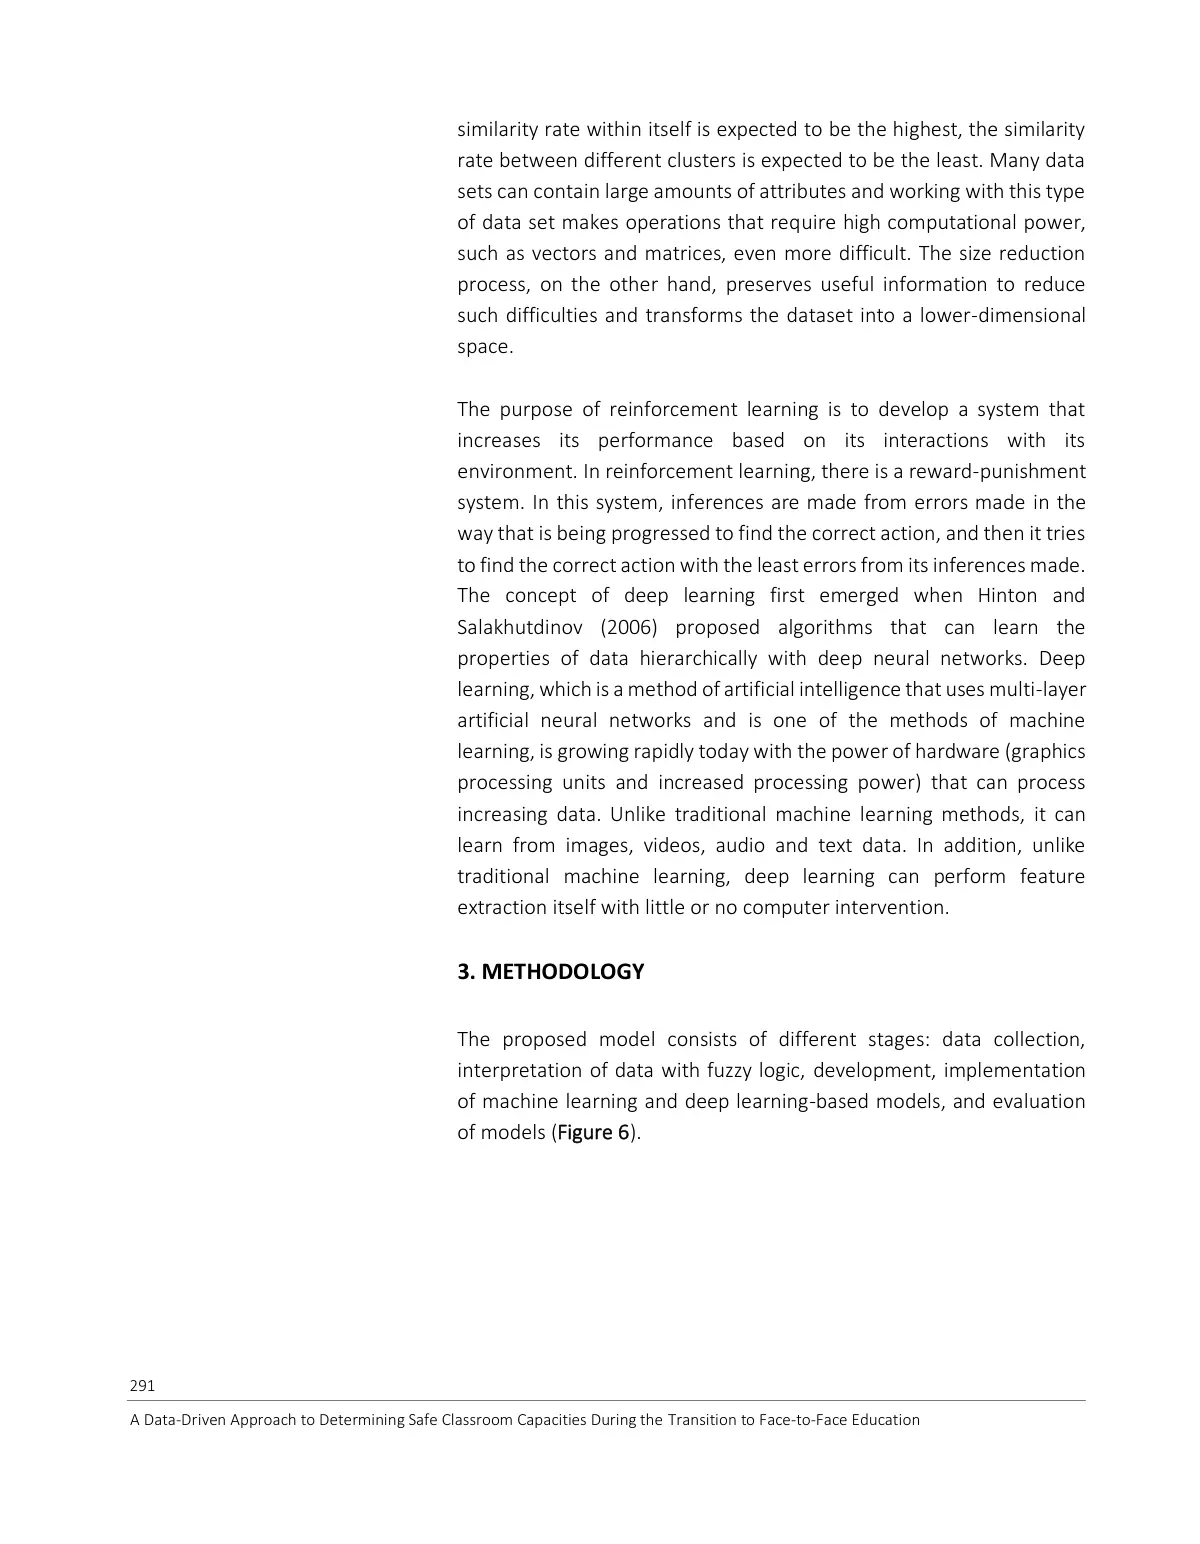 similarity rate within itself is expected to be the highest, the similarity
rate between different clusters is expected to be the least. Many data
sets can contain large amounts of attributes and working with this type
of data set makes operations that require high computational power,
such as vectors and matrices, even more difficult. The size reduction
process, on the other hand, preserves useful information to reduce
such difficulties and transforms the dataset into a lower-dimensional
space.
The purpose of reinforcement learning is to develop a system that
increases its performance based on its interactions with its
environment. In reinforcement learning, there is a reward-punishment
system. In this system, inferences are made from errors made in the
way that is being progressed to find the correct action, and then it tries
to find the correct action with the least errors from its inferences made.
The concept of deep learning first emerged when Hinton and
Salakhutdinov (2006) proposed algorithms that can learn the
properties of data hierarchically with deep neural networks. Deep
learning, which is a method of artificial intelligence that uses multi-layer
artificial neural networks and is one of the methods of machine
learning, is growing rapidly today with the power of hardware (graphics
processing units and increased processing power) that can process
increasing data. Unlike traditional machine learning methods, it can
learn from images, videos, audio and text data. In addition, unlike
traditional machine learning, deep learning can perform feature
extraction itself with little or no computer intervention.
3. METHODOLOGY
The proposed model consists of different stages: data collection,
interpretation of data with fuzzy logic, development, implementation
of machine learning and deep learning-based models, and evaluation
of models (Figure 6).
291
A Data-Driven Approach to Determining Safe Classroom Capacities During the Transition to Face-to-Face Education